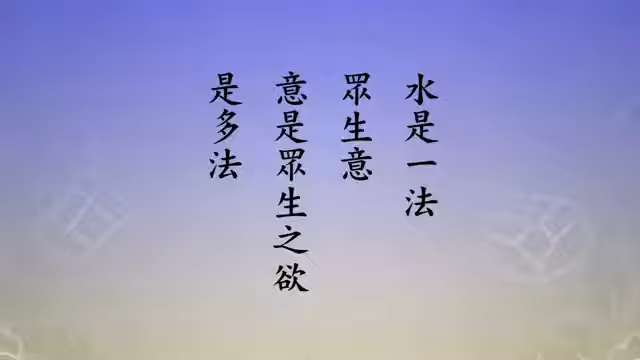 水是一法
眾生意
意是眾生之欲
是多法